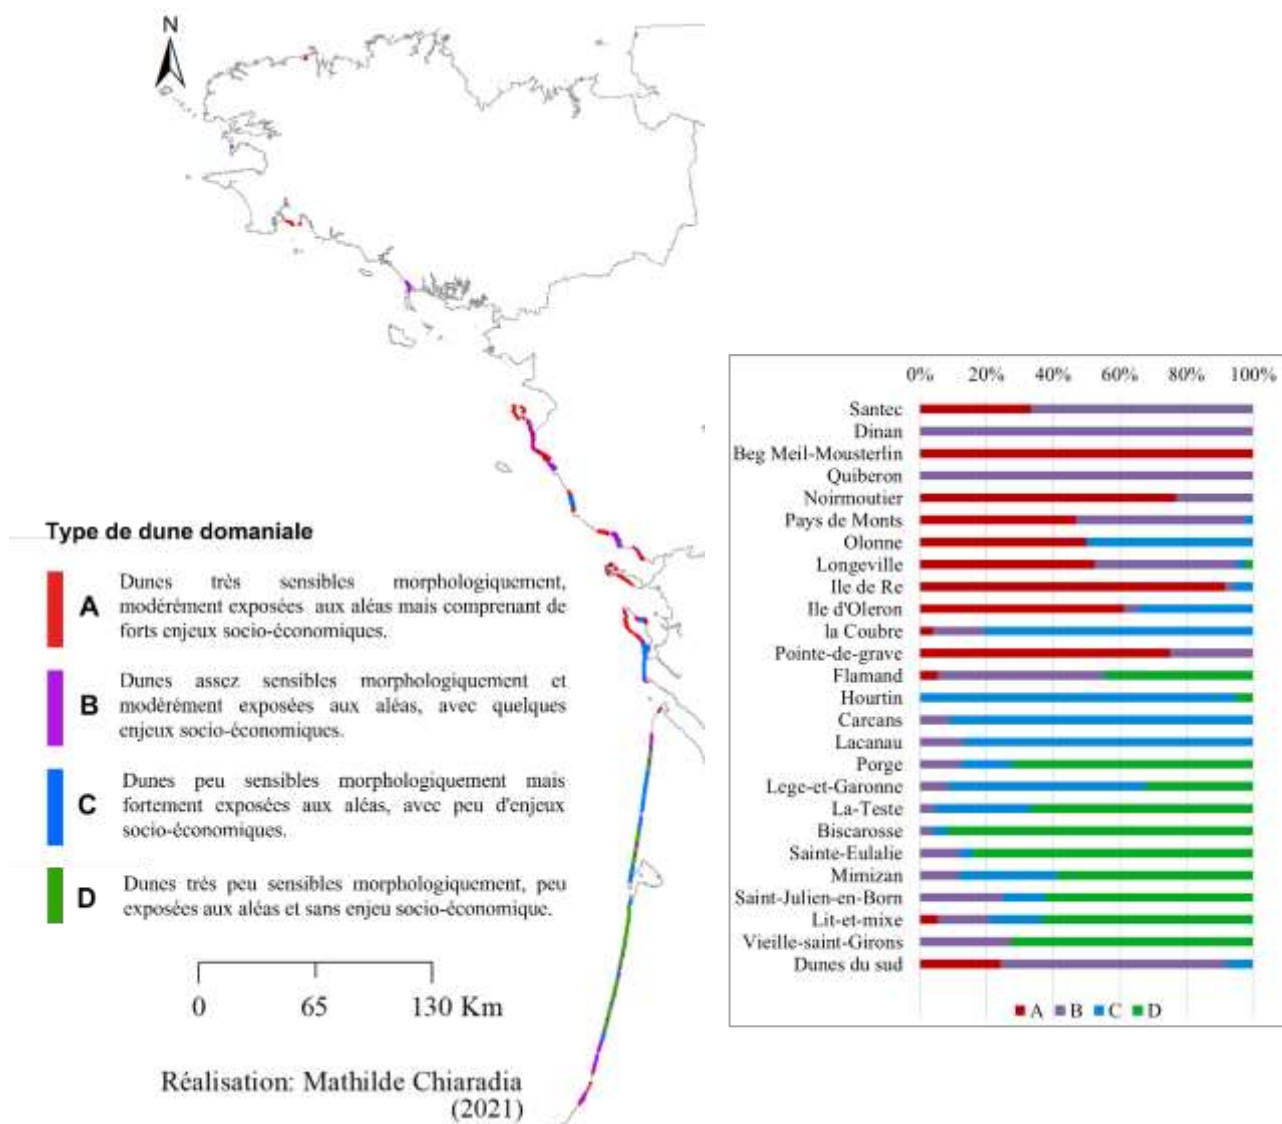 N
Type de dune domaniale
A
Dunes très sensibles morphologiquement,
modérément exposées aux aléas mais comprenant de
forts enjeux socio-économiques.
B
Dunes assez sensibles morphologiquement et
modérément exposées aux aléas, avec quelques
enjeux socio-économiques.
C
Dunes peu sensibles morphologiquement mais
fortement exposées aux aléas, avec peu d'enjeux
socio-économiques.
D
Dunes très peu sensibles morphologiquement, peu
exposées aux aléas et sans enjeu socio-économique.
0 65 130 Km
Réalisation: Mathilde Chiaradia
(2021)
0% 20% 40% 60% 80% 100%
Santec
Dinan
Beg Meil-Mousterlin
Quiberon
Noirmoutier
Pays de Monts
Olonne
Longeville
Ile de Re
Ile d'Oleron
la Coubre
Pointe-de-grave
Flamand
Hourtin
Carcans
Lacanau
Porge
Lege-et-Garonne
La-Teste
Biscarosse
Sainte-Eulalie
Mimizan
Saint-Julien-en-Born
Lit-et-mixe
Vieille-saint-Girons
Dunes du sud
A B C D